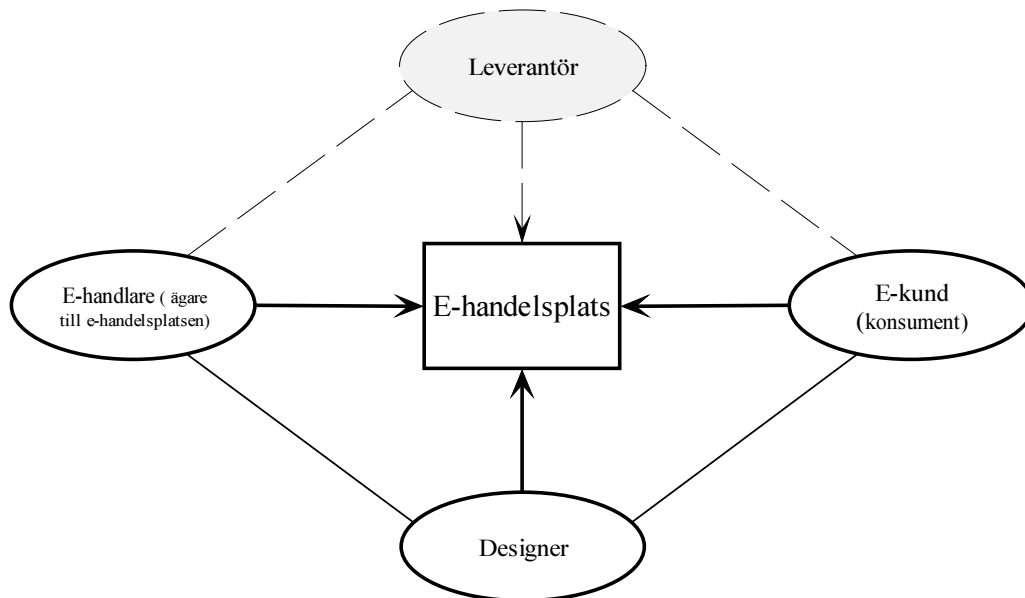 Leverantör
E-handlare ( ägare
till e-handelsplatsen)
E-handelsplats
E-kund
(konsument)
Designer